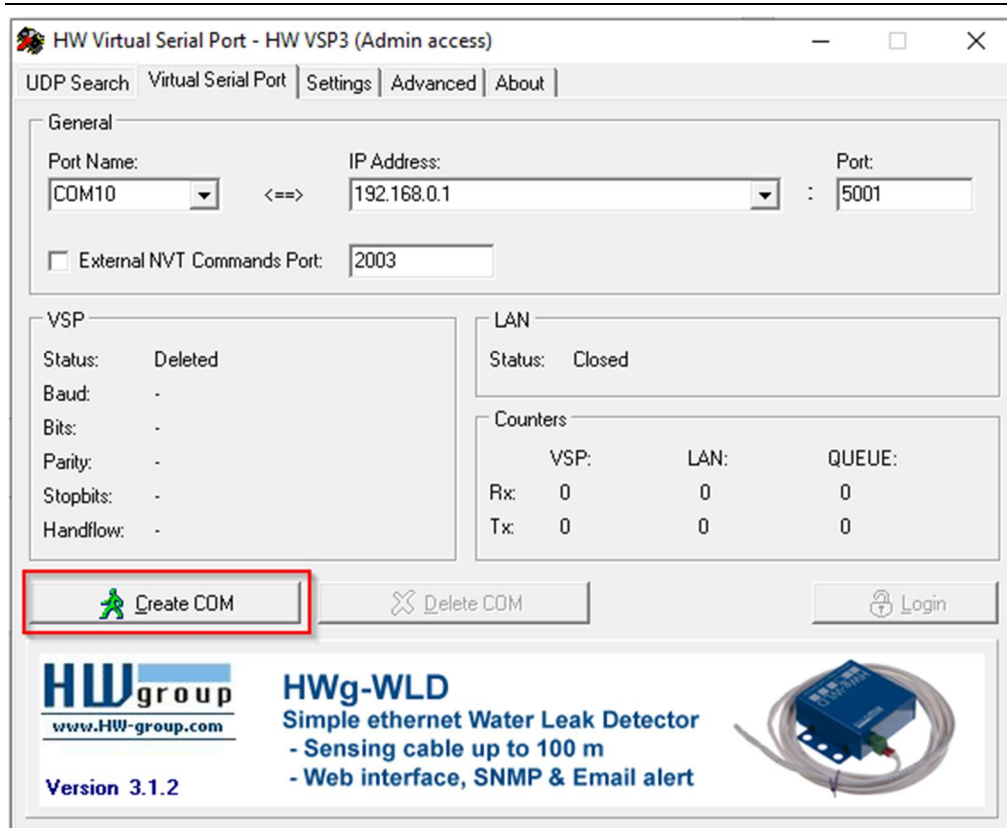 HW Virtual Serial Port - HW VSP3 (Admin access)
UDP Search Virtual Serial Port Settings Advanced About
General
Port Name: IP Address: Port:
COM10 <==> 192.168.0.1 : 5001
External NVT Commands Port: 2003
VSP
Status: Deleted
Baud: -
Bits: -
Parity: -
Stopbits: -
Handflow: -
LAN
Status: Closed
Counters
VSP: LAN: QUEUE:
Rx: 0 0 0
Tx: 0 0 0
Create COM Delete COM Login
HW group
www.HW-group.com
Version 3.1.2
HWg-WLD
Simple ethernet Water Leak Detector
- Sensing cable up to 100 m
- Web interface, SNMP & Email alert